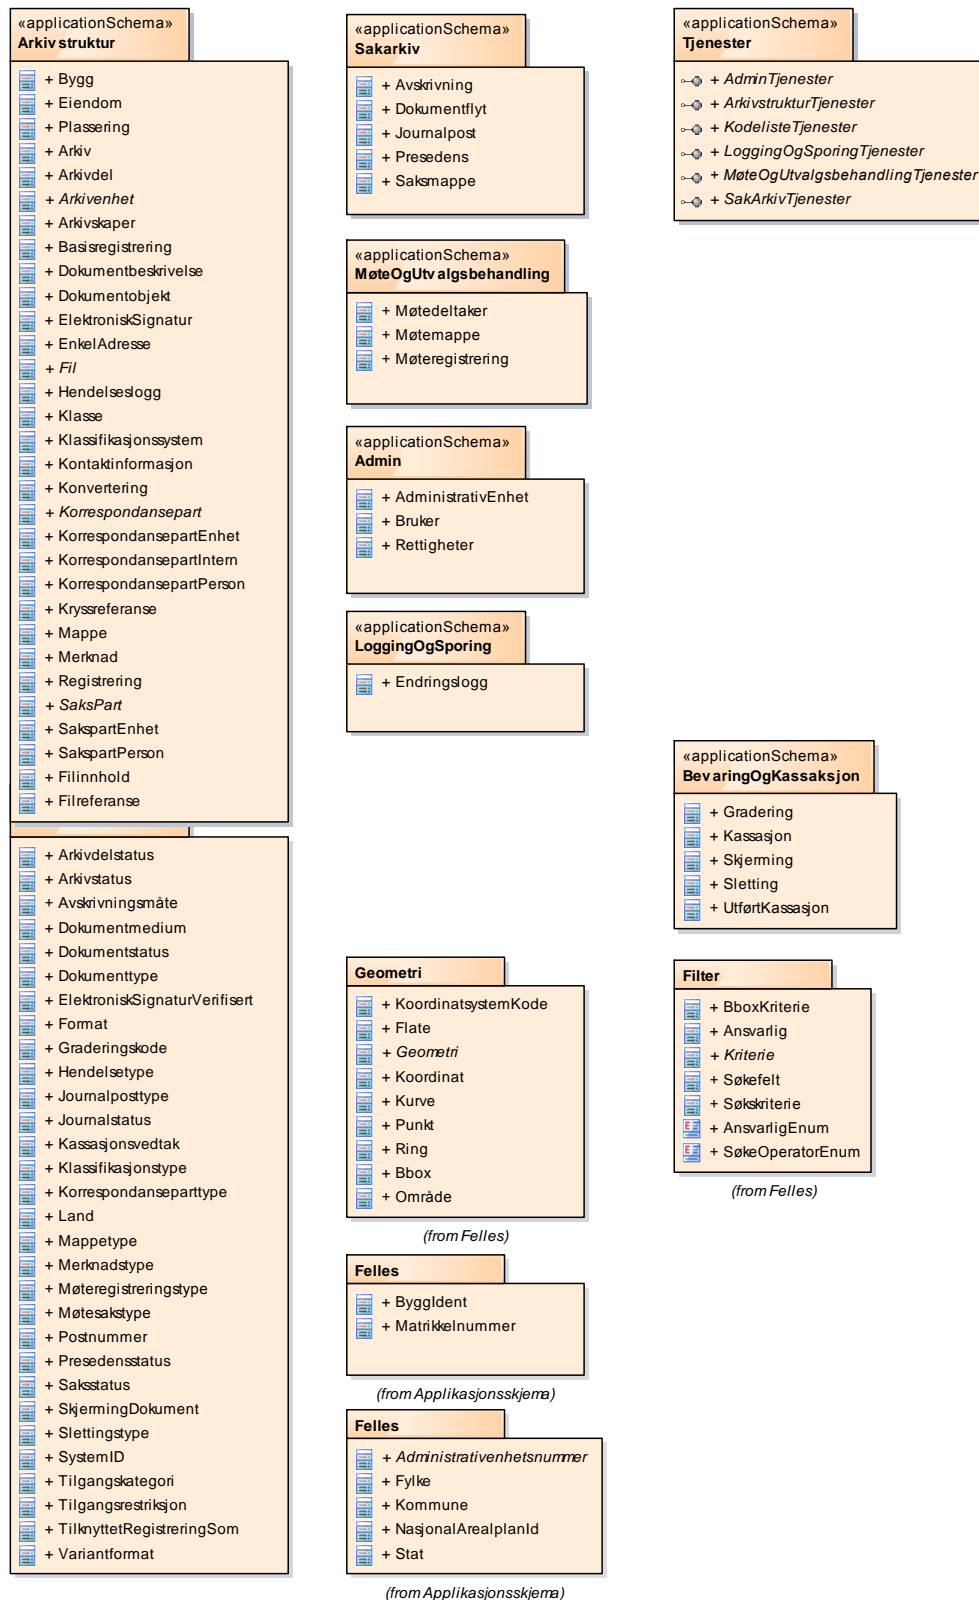 «applicationSchema»
Arkivstruktur
+ Bygg
+ Eiendom
+ Plassering
+ Arkiv
+ Arkivdel
+ Arkivenhet
+ Arkivskaper
+ Basisregistrering
+ Dokumentbeskrivelse
+ Dokumentobjekt
+ ElektroniskSignatur
+ EnkelAdresse
+ Fil
+ Hendelseslogg
+ Klasse
+ Klassifikasjonssystem
+ Kontaktinformasjon
+ Konvertering
+ Korrespondansepart
+ KorrespondansepartEnhet
+ KorrespondansepartIntern
+ KorrespondansepartPerson
+ Kryssreferanse
+ Mappe
+ Merknad
+ Registrering
+ SaksPart
+ SakspartEnhet
+ SakspartPerson
+ Filinnhold
+ Filreferanse
+ Arkivdelstatus
+ Arkivstatus
+ Avskrivningsmåte
+ Dokumentmedium
+ Dokumentstatus
+ Dokumenttype
+ ElektroniskSignaturVerifisert
+ Format
+ Graderingskode
+ Hendelsetype
+ Journalposttype
+ Journalstatus
+ Kassasjonsvedtak
+ Klassifikasjonstype
+ Korrespondanseparttype
+ Land
+ Mappetype
+ Merknadstype
+ Møteregistreringstype
+ Møtesakstype
+ Postnummer
+ Presedensstatus
+ Saksstatus
+ SkjermingDokument
+ Slettingstype
+ SystemID
+ Tilgangskategori
+ Tilgangsrestriksjon
+ TilknyttetRegistreringSom
+ Variantformat
«applicationSchema»
Sakarkiv
+ Avskrivning
+ Dokumentflyt
+ Journalpost
+ Presedens
+ Saksmappe
«applicationSchema»
MøteOgUtvalgsbehandling
+ Møtedeltaker
+ Møtemappe
+ Møteregistrering
«applicationSchema»
Admin
+ AdministrativEnhet
+ Bruker
+ Rettigheter
«applicationSchema»
LoggingOgSporing
+ Endringslogg
Geometri
+ KoordinatsystemKode
+ Flate
+ Geometri
+ Koordinat
+ Kurve
+ Punkt
+ Ring
+ Bbox
+ Område
(from Felles)
Felles
+ ByggIdent
+ Matrikkelnummer
(from Applikasjonsskjema)
Felles
+ Administrativenhetsnummer
+ Fylke
+ Kommune
+ NasjonalArealplanId
+ Stat
(from Applikasjonsskjema)
«applicationSchema»
Tjenester
+ AdminTjenester
+ ArkivstrukturTjenester
+ KodelisteTjenester
+ LoggingOgSporingTjenester
+ MøteOgUtvalgsbehandlingTjenester
+ SakArkivTjenester
«applicationSchema»
BevaringOgKassaksjon
+ Gradering
+ Kassasjon
+ Skjerming
+ Sletting
+ UtførtKassasjon
Filter
+ BboxKriterie
+ Ansvarlig
+ Kriterie
+ Søkefelt
+ Søkskriterie
+ AnsvarligEnum
+ SøkeOperatorEnum
(from Felles)